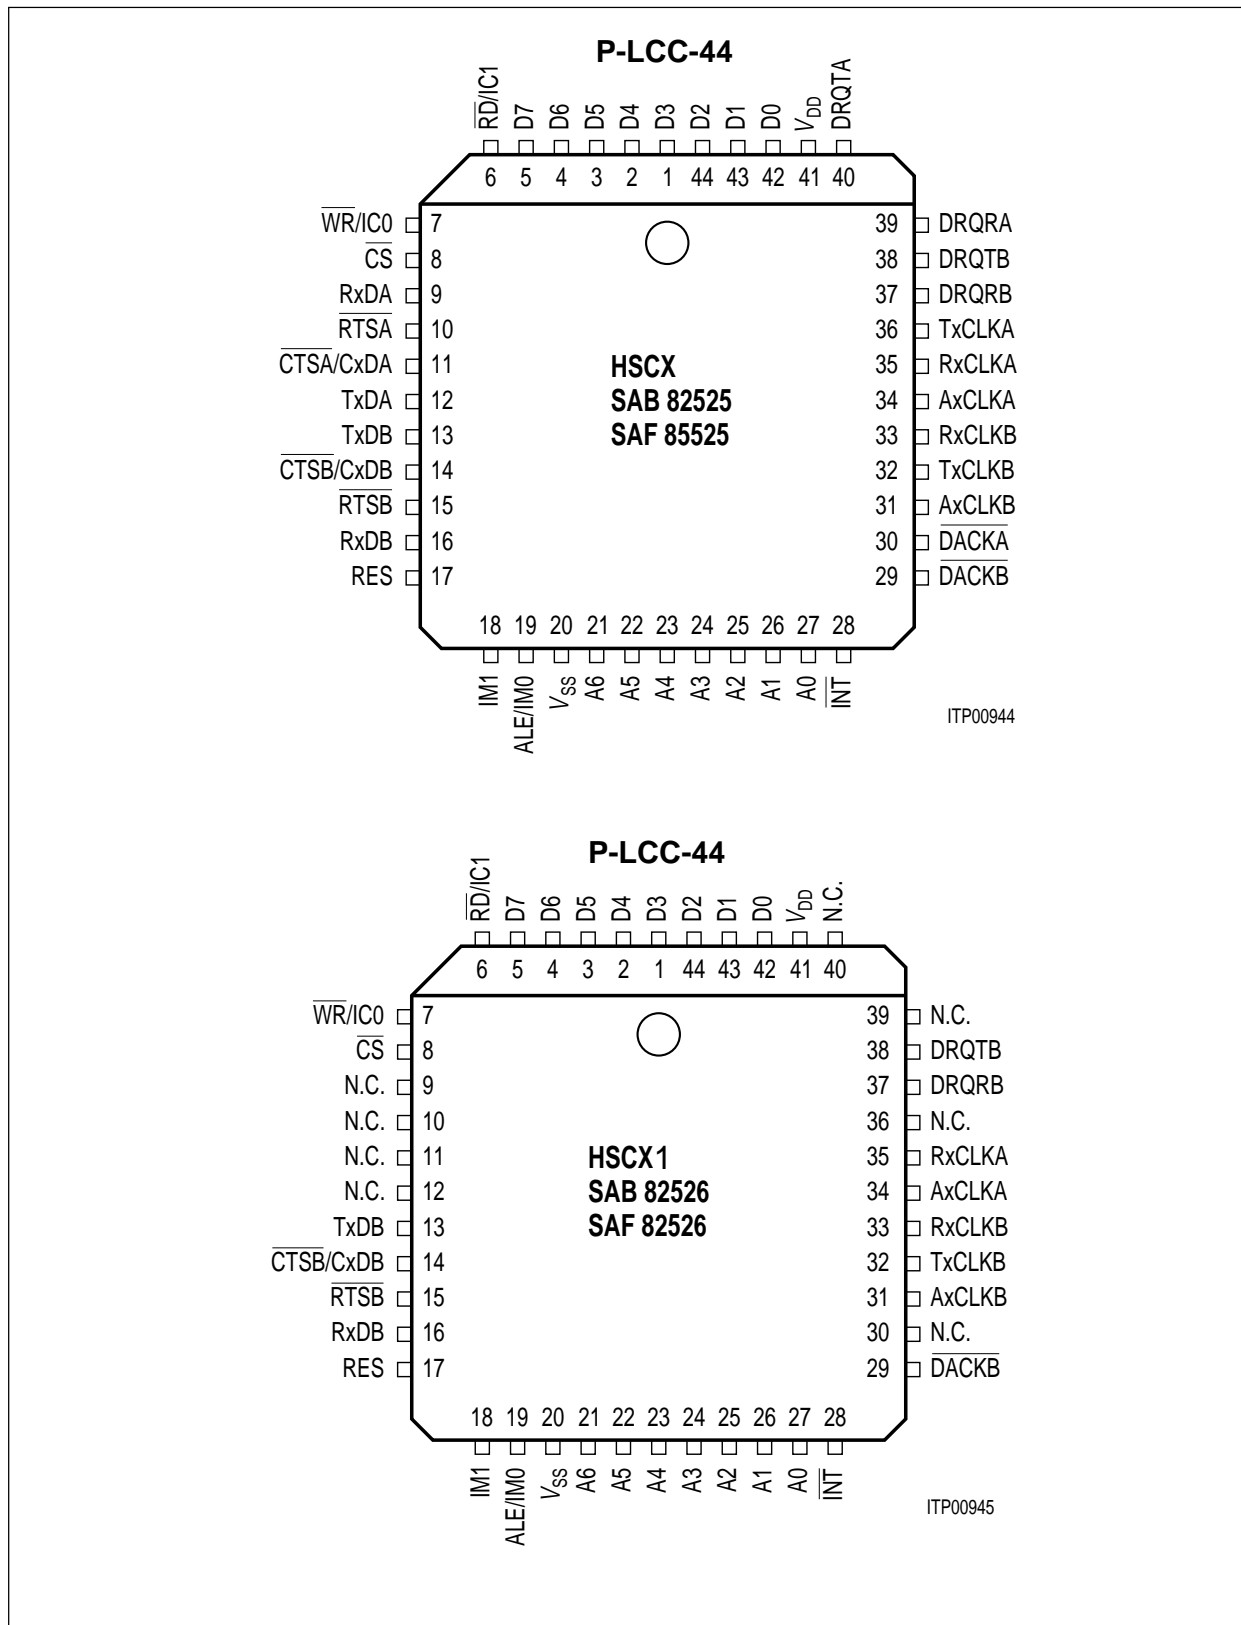 P-LCC-44
RD/IC1 D7 D6 D5 D4 D3 D2 D1 D0 VDD DRQTA
6 5 4 3 2 1 44 43 42 41 40
WR/IC0 7 39 DRQRA
CS 8 38 DRQTB
RxDA 9 37 DRQRB
RTSA 10 36 TxCLKA
CTSA/CxDA 11 HSCX 35 RxCLKA
TxDA 12 SAB 82525 34 AxCLKA
TxDB 13 SAF 85525 33 RxCLKB
CTSB/CxDB 14 32 TxCLKB
RTSB 15 31 AxCLKB
RxDB 16 30 DACKA
RES 17 29 DACKB
18 19 20 21 22 23 24 25 26 27 28
IM1 ALE/IM0 VSS A6 A5 A4 A3 A2 A1 A0 INT
ITP00944
P-LCC-44
RD/IC1 D7 D6 D5 D4 D3 D2 D1 D0 VDD N.C.
6 5 4 3 2 1 44 43 42 41 40
WR/IC0 7 39 N.C.
CS 8 38 DRQTB
N.C. 9 37 DRQRB
N.C. 10 36 N.C.
N.C. 11 HSCX1 35 RxCLKA
N.C. 12 SAB 82526 34 AxCLKA
TxDB 13 SAF 82526 33 RxCLKB
CTSB/CxDB 14 32 TxCLKB
RTSB 15 31 AxCLKB
RxDB 16 30 N.C.
RES 17 29 DACKB
18 19 20 21 22 23 24 25 26 27 28
IM1 ALE/IM0 VSS A6 A5 A4 A3 A2 A1 A0 INT
ITP00945